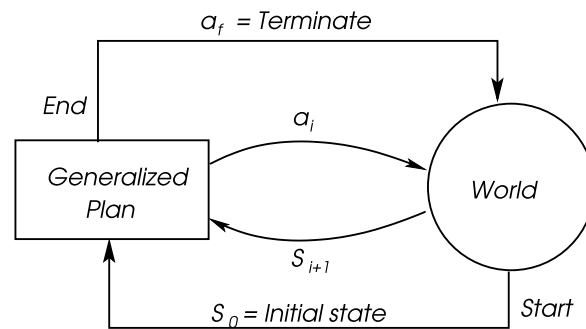 a_f = Terminate
End
a_i
Generalized
Plan
World
S_{i+1}
S_0 = Initial state
Start